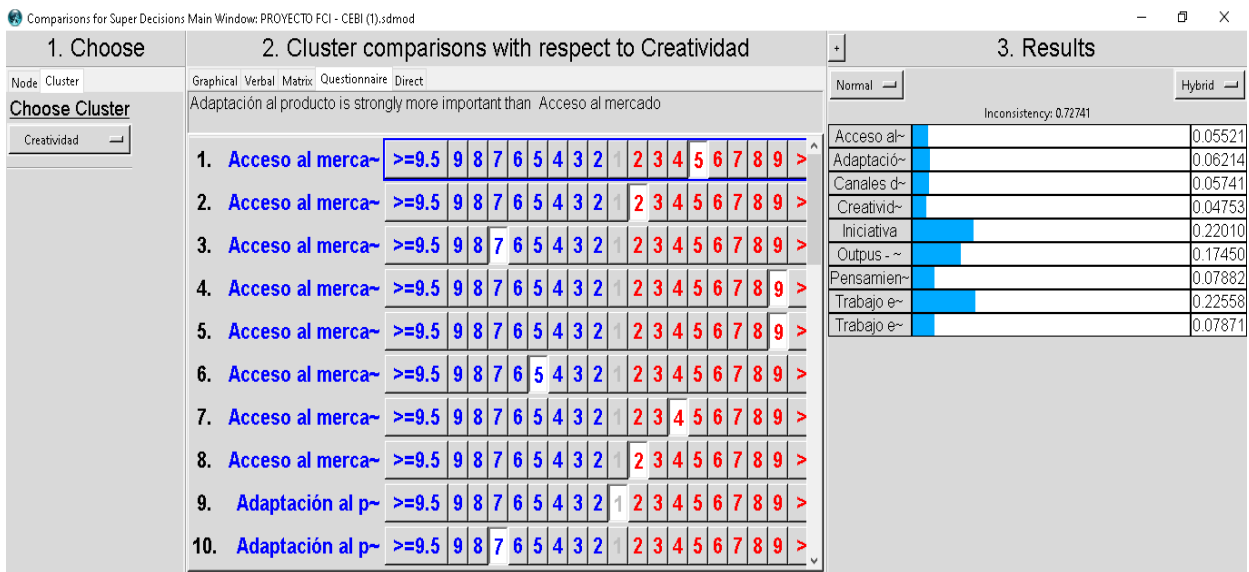 Comparisons for Super Decisions Main Window: PROYECTO FCI - CEBI (1).sdmod
1. Choose
Node Cluster
Choose Cluster
Creatividad
2. Cluster comparisons with respect to Creatividad
Graphical Verbal Matrix Questionnaire Direct
Adaptación al producto is strongly more important than Acceso al mercado
1. Acceso al merca~ >=9.5 9 8 7 6 5 4 3 2 1 2 3 4 5 6 7 8 9 >
2. Acceso al merca~ >=9.5 9 8 7 6 5 4 3 2 1 2 3 4 5 6 7 8 9 >
3. Acceso al merca~ >=9.5 9 8 7 6 5 4 3 2 1 2 3 4 5 6 7 8 9 >
4. Acceso al merca~ >=9.5 9 8 7 6 5 4 3 2 1 2 3 4 5 6 7 8 9 >
5. Acceso al merca~ >=9.5 9 8 7 6 5 4 3 2 1 2 3 4 5 6 7 8 9 >
6. Acceso al merca~ >=9.5 9 8 7 6 5 4 3 2 1 2 3 4 5 6 7 8 9 >
7. Acceso al merca~ >=9.5 9 8 7 6 5 4 3 2 1 2 3 4 5 6 7 8 9 >
8. Acceso al merca~ >=9.5 9 8 7 6 5 4 3 2 1 2 3 4 5 6 7 8 9 >
9. Adaptación al p~ >=9.5 9 8 7 6 5 4 3 2 1 2 3 4 5 6 7 8 9 >
10. Adaptación al p~ >=9.5 9 8 7 6 5 4 3 2 1 2 3 4 5 6 7 8 9 >
+ 3. Results
Normal Hybrid
Inconsistency: 0.72741
Acceso al~ 0.05521
Adaptació~ 0.06214
Canales d~ 0.05741
Creativid~ 0.04753
Iniciativa 0.22010
Outpus - ~ 0.17450
Pensamien~ 0.07882
Trabajo e~ 0.22558
Trabajo e~ 0.07871